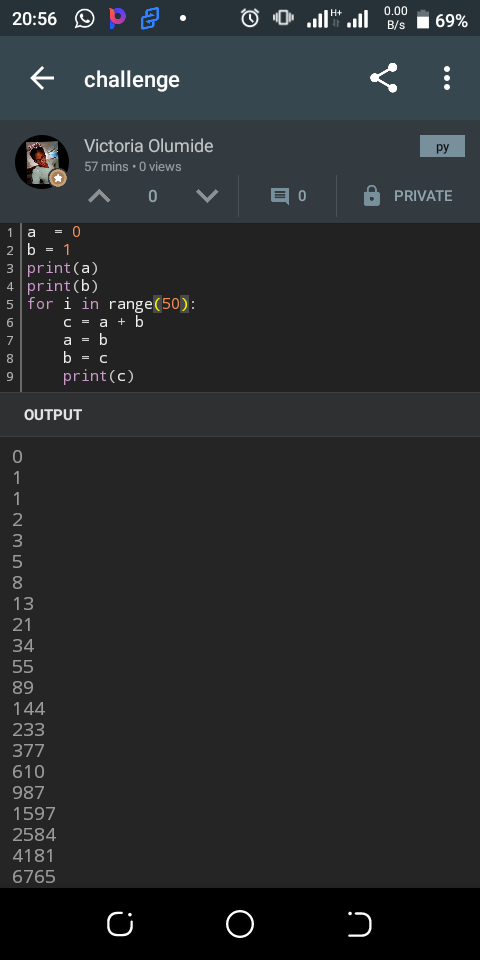 20:56 H+ 0.00 B/s 69%
challenge
Victoria Olumide py
57 mins • 0 views
0 0 PRIVATE
1 a  = 0
2 b = 1
3 print(a)
4 print(b)
5 for i in range(50):
6     c = a + b
7     a = b
8     b = c
9     print(c)
OUTPUT
0
1
1
2
3
5
8
13
21
34
55
89
144
233
377
610
987
1597
2584
4181
6765